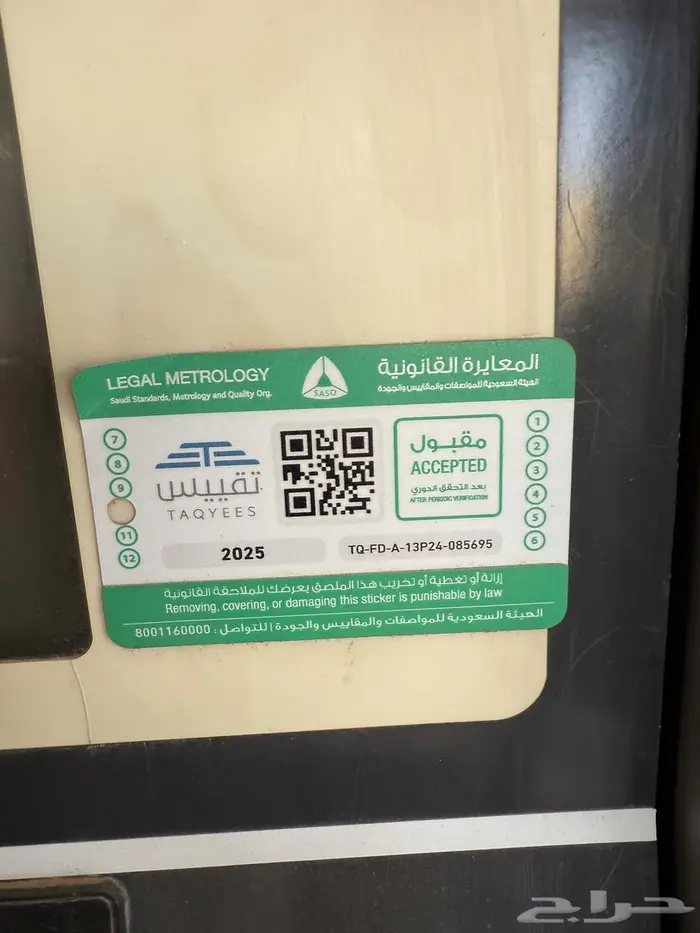 LEGAL METROLOGY
Saudi Standards, Metrology and Quality Org.
SASO
المعايرة القانونية
الهيئة السعودية للمواصفات والمقاييس والجودة
7
8
9
11
12
تقييس
TAQYEES
مقبول
ACCEPTED
بعد التحقق الدوري
AFTER PERIODIC VERIFICATION
1
2
3
4
5
6
2025
TQ-FD-A-13P24-085695
إزالة أو تغطية أو تخريب هذا الملصق يعرضك للملاحقة القانونية
Removing, covering, or damaging this sticker is punishable by law
الهيئة السعودية للمواصفات والمقاييس والجودة | للتواصل : 8001160000
حراج